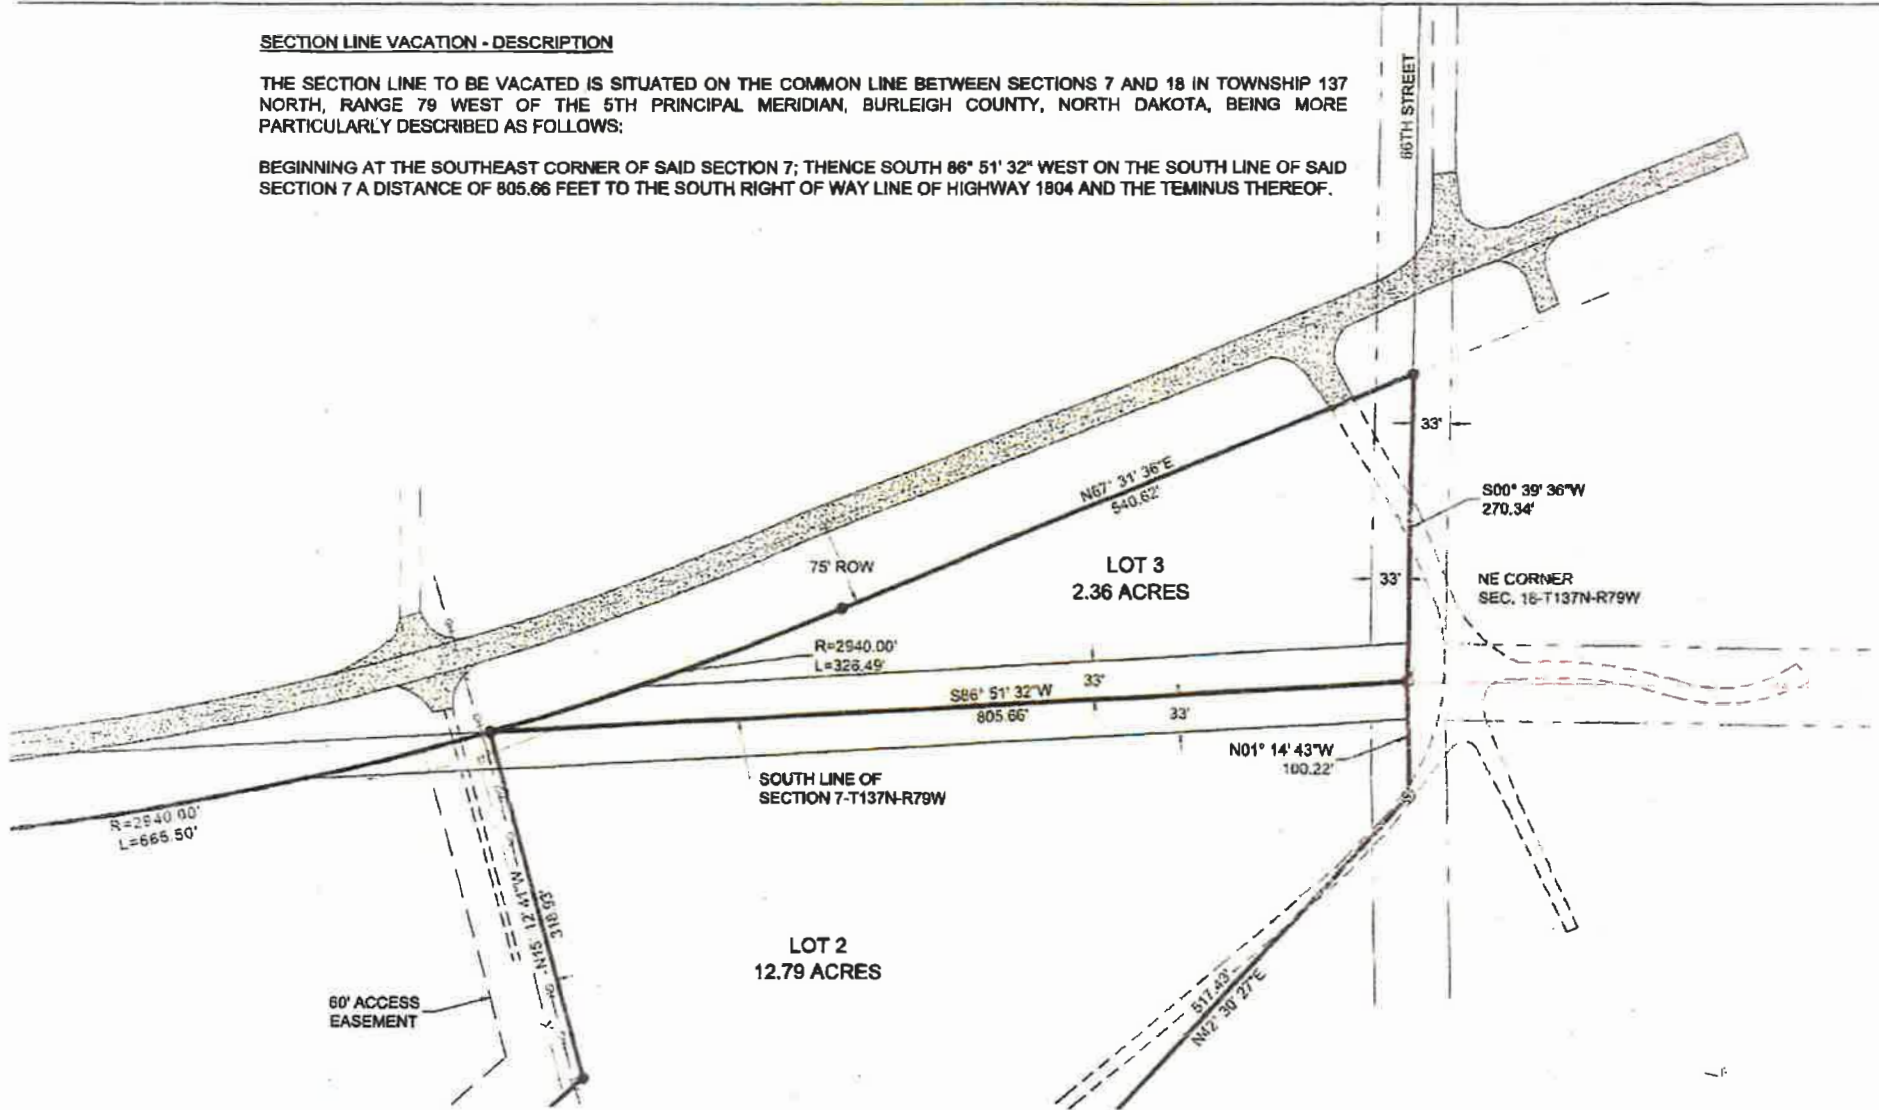 SECTION LINE VACATION - DESCRIPTION
THE SECTION LINE TO BE VACATED IS SITUATED ON THE COMMON LINE BETWEEN SECTIONS 7 AND 18 IN TOWNSHIP 137
NORTH, RANGE 79 WEST OF THE 5TH PRINCIPAL MERIDIAN, BURLEIGH COUNTY, NORTH DAKOTA, BEING MORE
PARTICULARLY DESCRIBED AS FOLLOWS:
BEGINNING AT THE SOUTHEAST CORNER OF SAID SECTION 7; THENCE SOUTH 86° 51' 32" WEST ON THE SOUTH LINE OF SAID
SECTION 7 A DISTANCE OF 805.66 FEET TO THE SOUTH RIGHT OF WAY LINE OF HIGHWAY 1804 AND THE TEMINUS THEREOF.
66TH STREET
33'
N67° 31' 36"E
540.62'
S00° 39' 36"W
270.34'
75' ROW
LOT 3
2.36 ACRES
33'
NE CORNER
SEC. 18-T137N-R79W
R=2940.00'
L=326.49'
33'
S86° 51' 32"W
805.66'
33'
N01° 14' 43"W
100.22'
SOUTH LINE OF
SECTION 7-T137N-R79W
R=2940.00'
L=665.50'
N15° 12' 41"W
318.93'
LOT 2
12.79 ACRES
60' ACCESS
EASEMENT
517.43'
N42° 30' 27"E